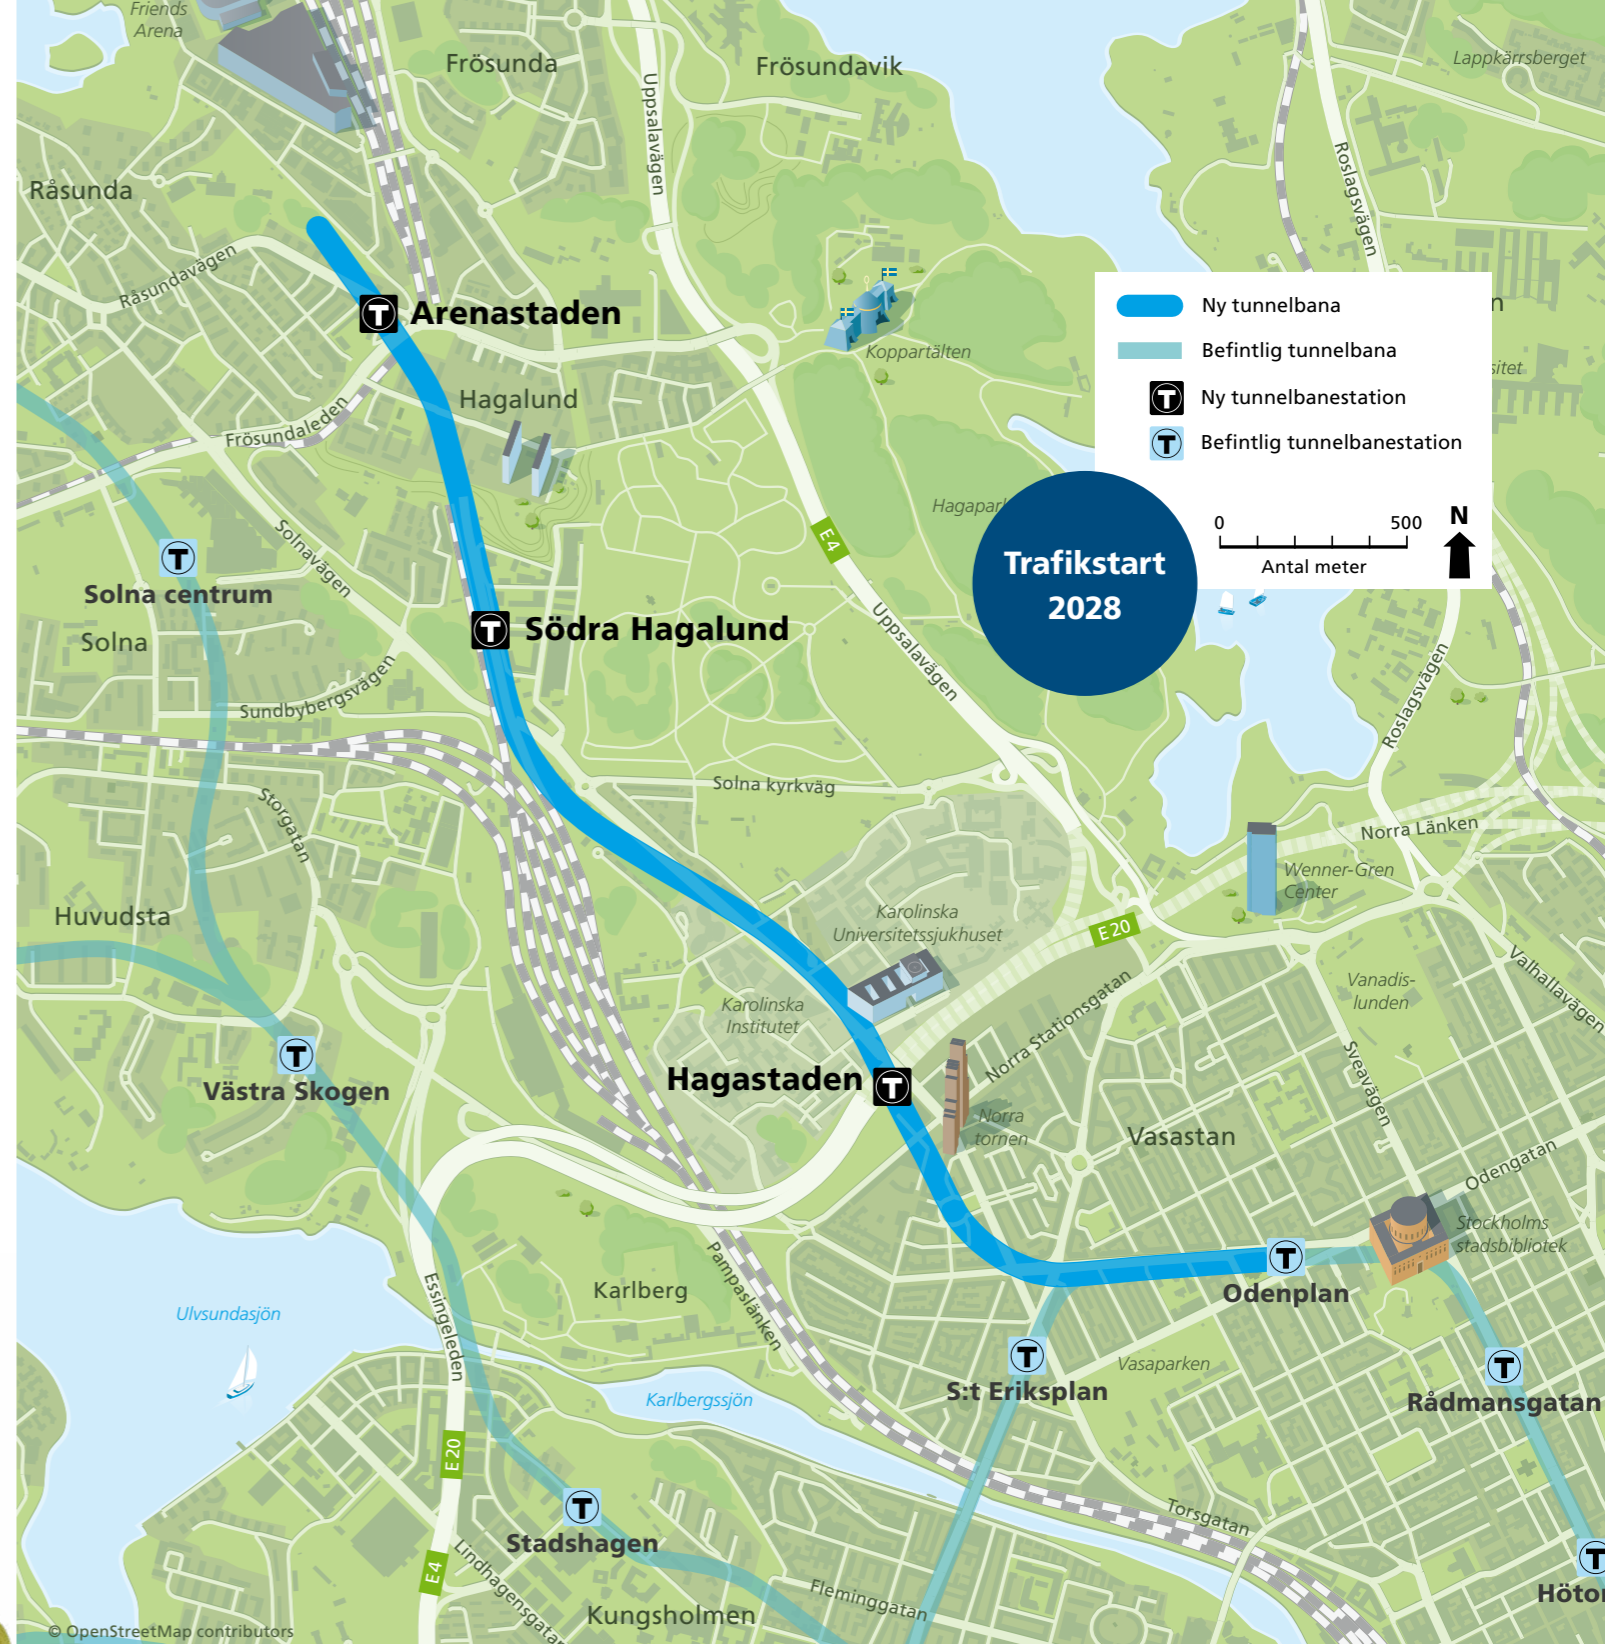 Friends
Arena
Frösunda
Frösundavik
Lappkärrsberget
Uppsalavägen
Roslagsvägen
Råsunda
Råsundavägen
Arenastaden
Koppartälten
Hagalund
Frösundaleden
Ny tunnelbana
Befintlig tunnelbana
Ny tunnelbanestation
Befintlig tunnelbanestation
0 500
Antal meter
N
n
sitet
Trafikstart
2028
E4
Solnavägen
T
Solna centrum
Solna
T
Södra Hagalund
Uppsalavägen
Sundbybergsvägen
Roslagsvägen
Solna kyrkväg
Storgatan
Norra Länken
Wenner-Gren
Center
Huvudsta
Karolinska
Universitetssjukhuset
E20
Valhallavägen
Vanadis-
lunden
Karolinska
Institutet
Norra Stationsgatan
Sveavägen
T
Västra Skogen
Hagastaden
T
Norra
tornen
Vasastan
Odengatan
Stockholms
stadsbibliotek
T
Odenplan
Pampaslänken
Karlberg
Essingeleden
Ulvsundasjön
T
S:t Eriksplan
Vasaparken
T
Rådmansgatan
Karlbergssjön
E20
T
Stadshagen
Torsgatan
T
Hötor
E4
Lindhagensgatan
Fleminggatan
Kungsholmen
© OpenStreetMap contributors